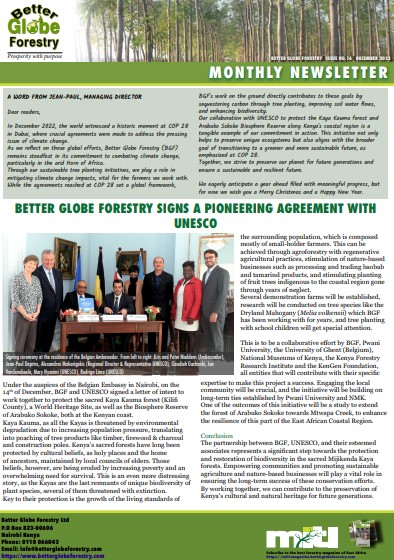 Better
Globe
Forestry
Prosperity with purpose
BETTER GLOBE FORESTRY ISSUE NO. 16 DECEMBER 2023
MONTHLY NEWSLETTER
A WORD FROM JEAN-PAUL, MANAGING DIRECTOR
Dear readers,
In December 2022, the world witnessed a historic moment at COP 28
in Dubai, where crucial agreements were made to address the pressing
issue of climate change.
As we reflect on these global efforts, Better Globe Forestry (BGF)
remains steadfast in its commitment to combating climate change,
particularly in the arid Horn of Africa.
Through our sustainable tree planting initiatives, we play a role in
mitigating climate change impacts, vital for the farmers we work with.
While the agreements reached at COP 28 set a global framework,
BGF's work on the ground directly contributes to these goals by
sequestering carbon through tree planting, improving soil water flows,
and enhancing biodiversity.
Our collaboration with UNESCO to protect the Kaya Kauma forest and
Arabuko Sokoke Biosphere Reserve along Kenya's coastal region is a
tangible example of our commitment in action. This initiative not only
helps to preserve unique ecosystems but also aligns with the broader
goal of transitioning to a greener and more sustainable future, as
emphasized at COP 28.
Together, we strive to preserve our planet for future generations and
ensure a sustainable and resilient future.
We eagerly anticipate a year ahead filled with meaningful progress, but
for now we wish you a Merry Christmas and a Happy New Year.
BETTER GLOBE FORESTRY SIGNS A PIONEERING AGREEMENT WITH
UNESCO
Signing ceremony at the residence of the Belgian Ambassador. From left to right: Kris and Peter Maddens (Ambassador),
Jean-Paul Deprins, Alexandros Makarigakis (Regional Director & Representative UNESCO), Jan
Vandenabeele, Mary (UNESCO), Rodrigo Lima (UNESCO)
Under the auspices of the Belgian Embassy in Nairobi, on the
14th of December, BGF and UNESCO signed a letter of intent to
work together to protect the sacred Kaya Kauma forest (Kilifi
County), a World Heritage Site, as well as the Biosphere Reserve
of Arabuko Sokoke, both at the Kenyan coast.
Kaya Kauma, as all the Kayas is threatened by environmental
degradation due to increasing population pressure, translating
into poaching of tree products like timber, firewood & charcoal
and construction poles. Kenya's sacred forests have long been
protected by cultural beliefs, as holy places and the home
of ancestors, maintained by local councils of elders. Those
beliefs, however, are being eroded by increasing poverty and an
overwhelming need for survival. This is an even more distressing
story, as the Kayas are the last remnants of unique biodiversity of
plant species, several of them threatened with extinction.
Key to their protection is the growth of the living standards of
the surrounding population, which is composed
mostly of small-holder farmers. This can be
achieved through agroforestry with regenerative
agricultural practices, stimulation of nature-based
businesses such as processing and trading baobab
and tamarind products, and stimulating planting
of fruit trees indigenous to the coastal region gone
through years of neglect.
Several demonstration farms will be established,
research will be conducted on tree species like the
Dryland Mahogany (Melia volkensii) which BGF
has been working for years, and tree planting
with school children will get special attention.
This is to be a collaborative effort by BGF, Pwani
University, the University of Ghent (Belgium),
National Museums of Kenya, the Kenya Forestry
Research Institute and the KenGen Foundation,
all entities that will contribute with their specific
expertise to make this project a success. Engaging the local
community will be crucial, and the initiative will be building on
long-term ties established by Pwani University and NMK.
One of the outcomes of this initiative will be a study to extend
the forest of Arabuko Sokoke towards Mtwapa Creek, to enhance
the resilience of this part of the East African Coastal Region.
Conclusion
The partnership between BGF, UNESCO, and their esteemed
associates represents a significant step towards the protection
and restoration of biodiversity in the sacred Mijikenda Kaya
forests. Empowering communities and promoting sustainable
agriculture and nature-based businesses will play a vital role in
ensuring the long-term success of these conservation efforts.
By working together, we can contribute to the preservation of
Kenya's cultural and natural heritage for future generations.
Better Globe Forestry Ltd
P.O Box 823-00606
Nairobi Kenya
Phone: 0110 066043
Email: info@betterglobeforestry.com
https://www.betterglobeforestry.com
Subscribe to the best forestry magazine of East Africa